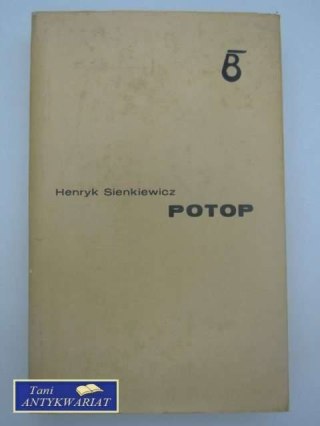 Henryk Sienkiewicz
POTOP
Tani
ANTYKWARIAT